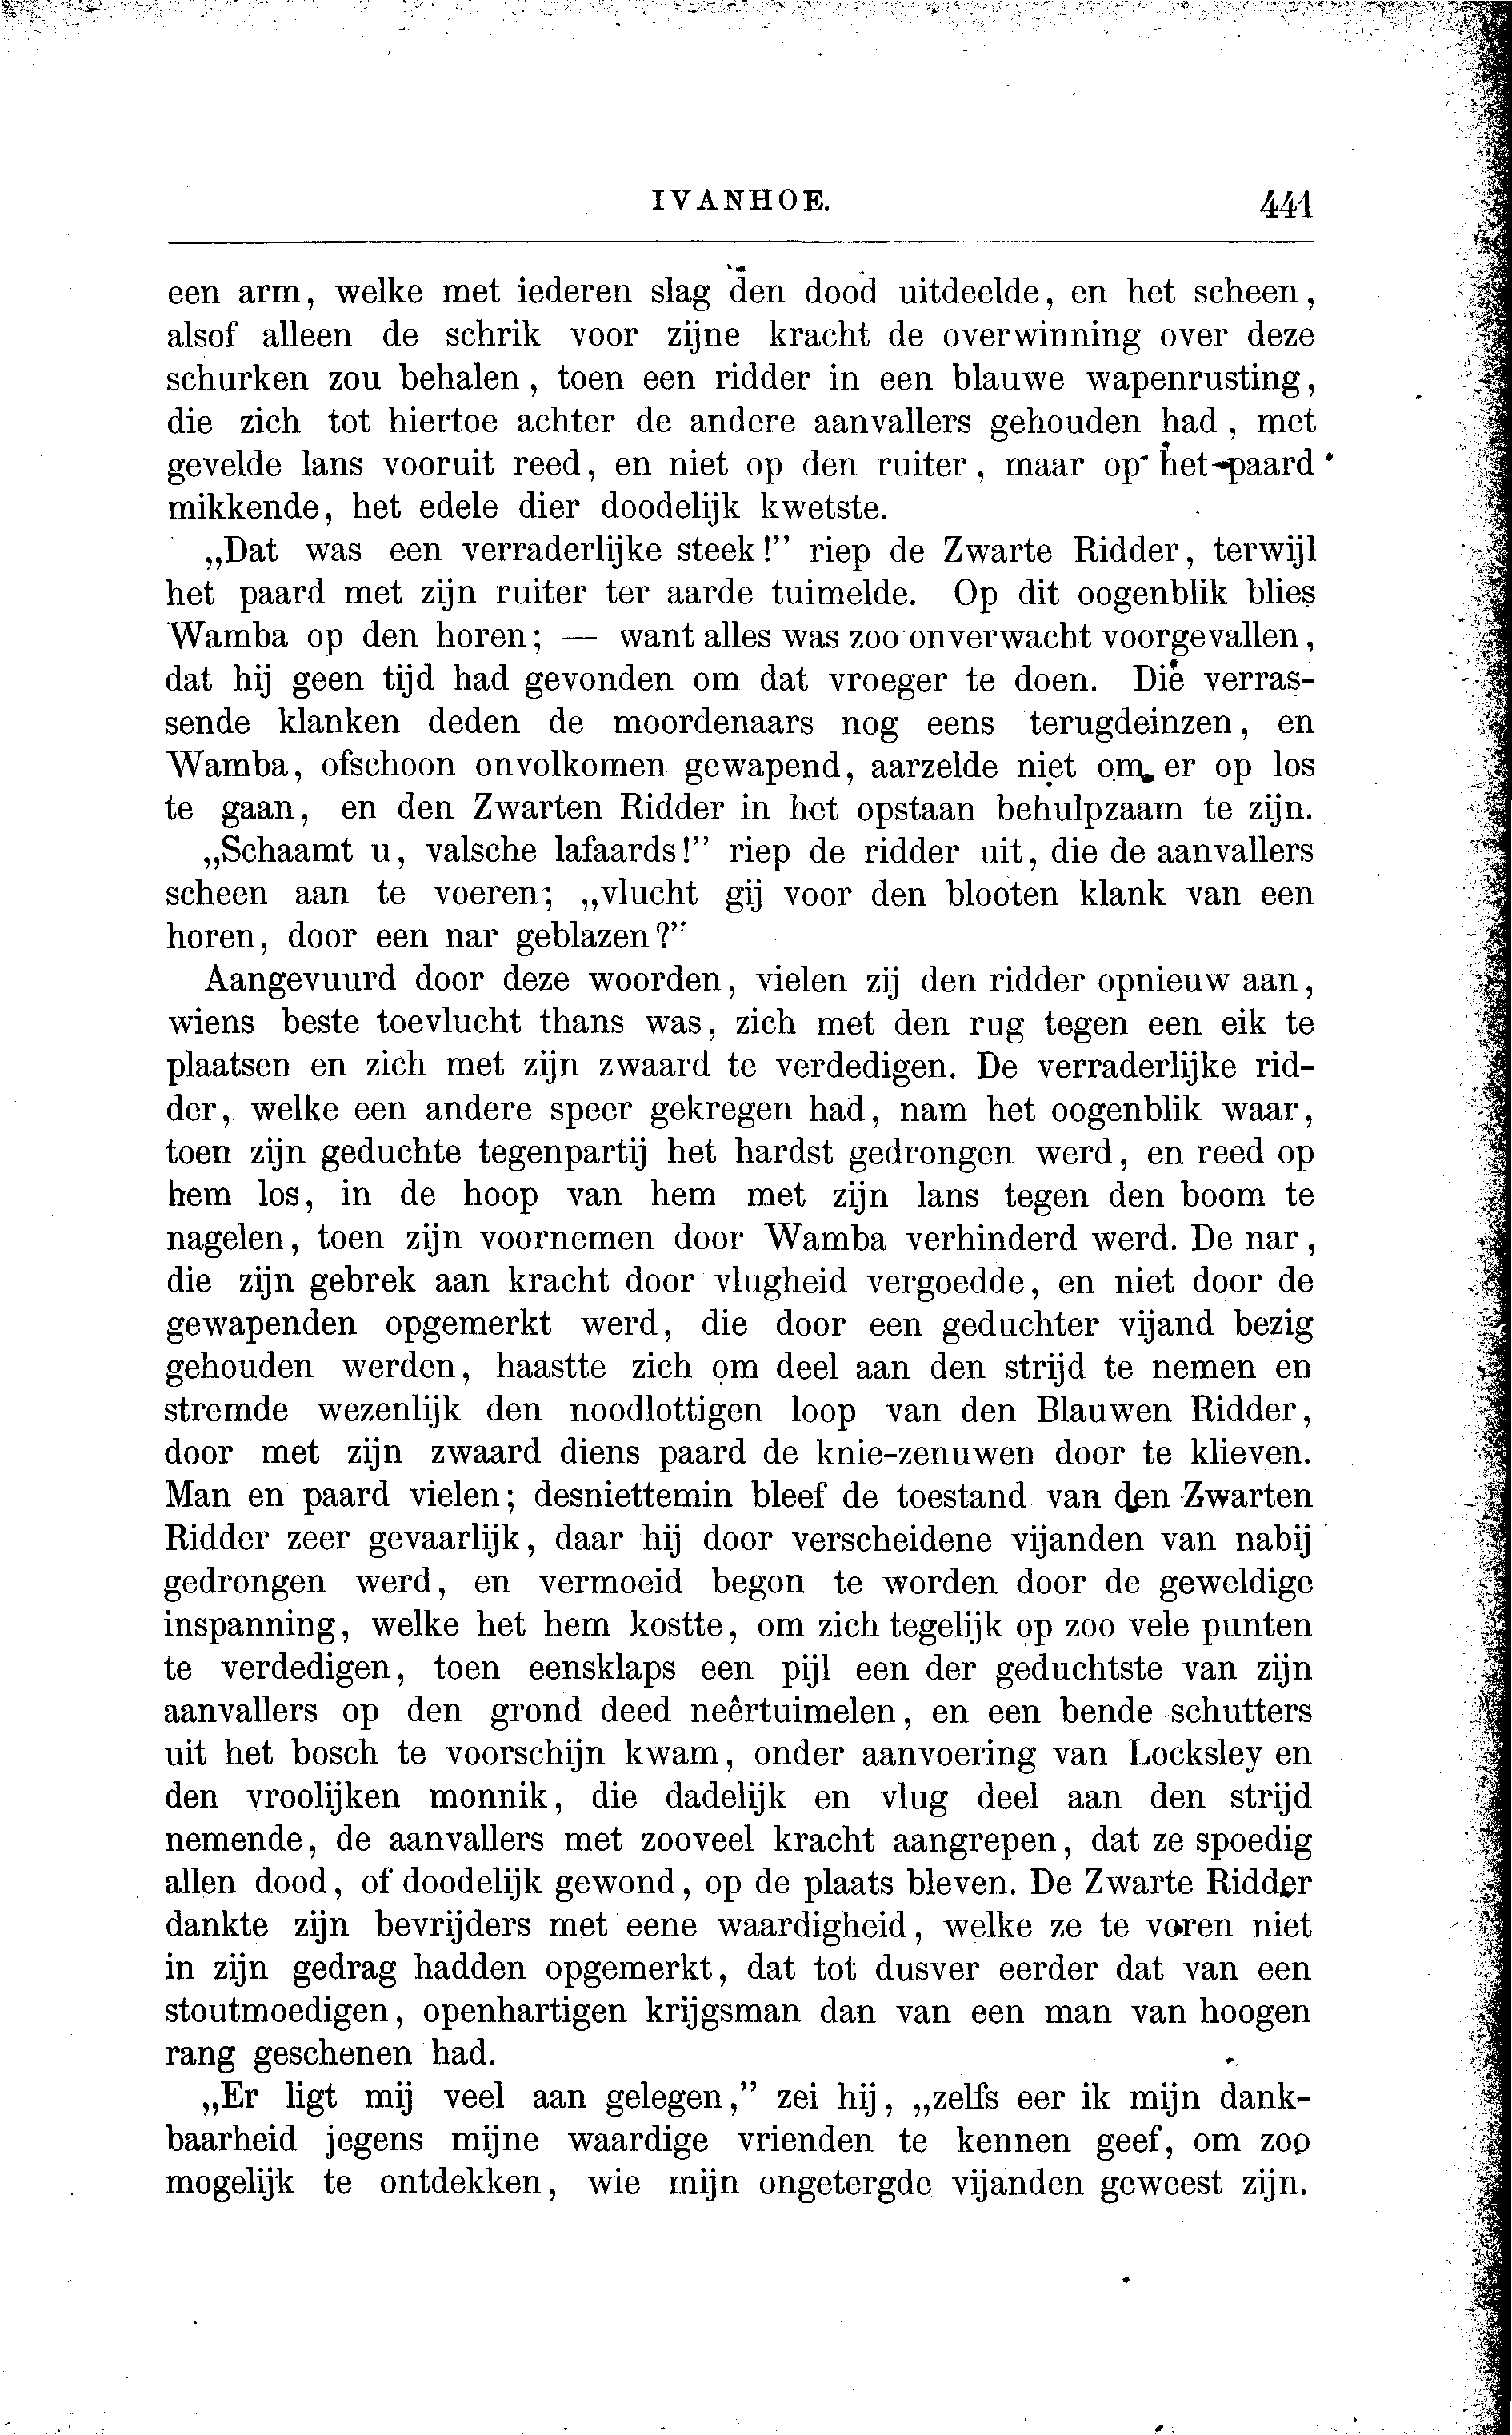 IVANHOE. 441
een arm, welke met iederen slag den dood uitdeelde, en het scheen,
alsof alleen de schrik voor zijne kracht de overwinning over deze
schurken zou behalen, toen een ridder in een blauwe wapenrusting,
die zich tot hiertoe achter de andere aanvallers gehouden had, met
gevelde lans vooruit reed, en niet op den ruiter, maar op het paard
mikkende, het edele dier doodelijk kwetste.
„Dat was een verraderlijke steek!” riep de Zwarte Ridder, terwijl
het paard met zijn ruiter ter aarde tuimelde. Op dit oogenblik blies
Wamba op den horen; — want alles was zoo onverwacht voorgevallen,
dat hij geen tijd had gevonden om dat vroeger te doen. Die verras-
sende klanken deden de moordenaars nog eens terugdeinzen, en
Wamba, ofschoon onvolkomen gewapend, aarzelde niet om er op los
te gaan, en den Zwarten Ridder in het opstaan behulpzaam te zijn.
„Schaamt u, valsche lafaards!” riep de ridder uit, die de aanvallers
scheen aan te voeren; „vlucht gij voor den blooten klank van een
horen, door een nar geblazen?”
Aangevuurd door deze woorden, vielen zij den ridder opnieuw aan,
wiens beste toevlucht thans was, zich met den rug tegen een eik te
plaatsen en zich met zijn zwaard te verdedigen. De verraderlijke rid-
der, welke een andere speer gekregen had, nam het oogenblik waar,
toen zijn geduchte tegenpartij het hardst gedrongen werd, en reed op
hem los, in de hoop van hem met zijn lans tegen den boom te
nagelen, toen zijn voornemen door Wamba verhinderd werd. De nar,
die zijn gebrek aan kracht door vlugheid vergoedde, en niet door de
gewapenden opgemerkt werd, die door een geduchter vijand bezig
gehouden werden, haastte zich om deel aan den strijd te nemen en
stremde wezenlijk den noodlottigen loop van den Blauwen Ridder,
door met zijn zwaard diens paard de knie-zenuwen door te klieven.
Man en paard vielen; desniettemin bleef de toestand van den Zwarten
Ridder zeer gevaarlijk, daar hij door verscheidene vijanden van nabij
gedrongen werd, en vermoeid begon te worden door de geweldige
inspanning, welke het hem kostte, om zich tegelijk op zoo vele punten
te verdedigen, toen eensklaps een pijl een der geduchtste van zijn
aanvallers op den grond deed neêrtuimelen, en een bende schutters
uit het bosch te voorschijn kwam, onder aanvoering van Locksley en
den vroolijken monnik, die dadelijk en vlug deel aan den strijd
nemende, de aanvallers met zooveel kracht aangrepen, dat ze spoedig
allen dood, of doodelijk gewond, op de plaats bleven. De Zwarte Ridder
dankte zijn bevrijders met eene waardigheid, welke ze te voren niet
in zijn gedrag hadden opgemerkt, dat tot dusver eerder dat van een
stoutmoedigen, openhartigen krijgsman dan van een man van hoogen
rang geschenen had.
„Er ligt mij veel aan gelegen,” zei hij, „zelfs eer ik mijn dank-
baarheid jegens mijne waardige vrienden te kennen geef, om zoo
mogelijk te ontdekken, wie mijn ongetergde vijanden geweest zijn.